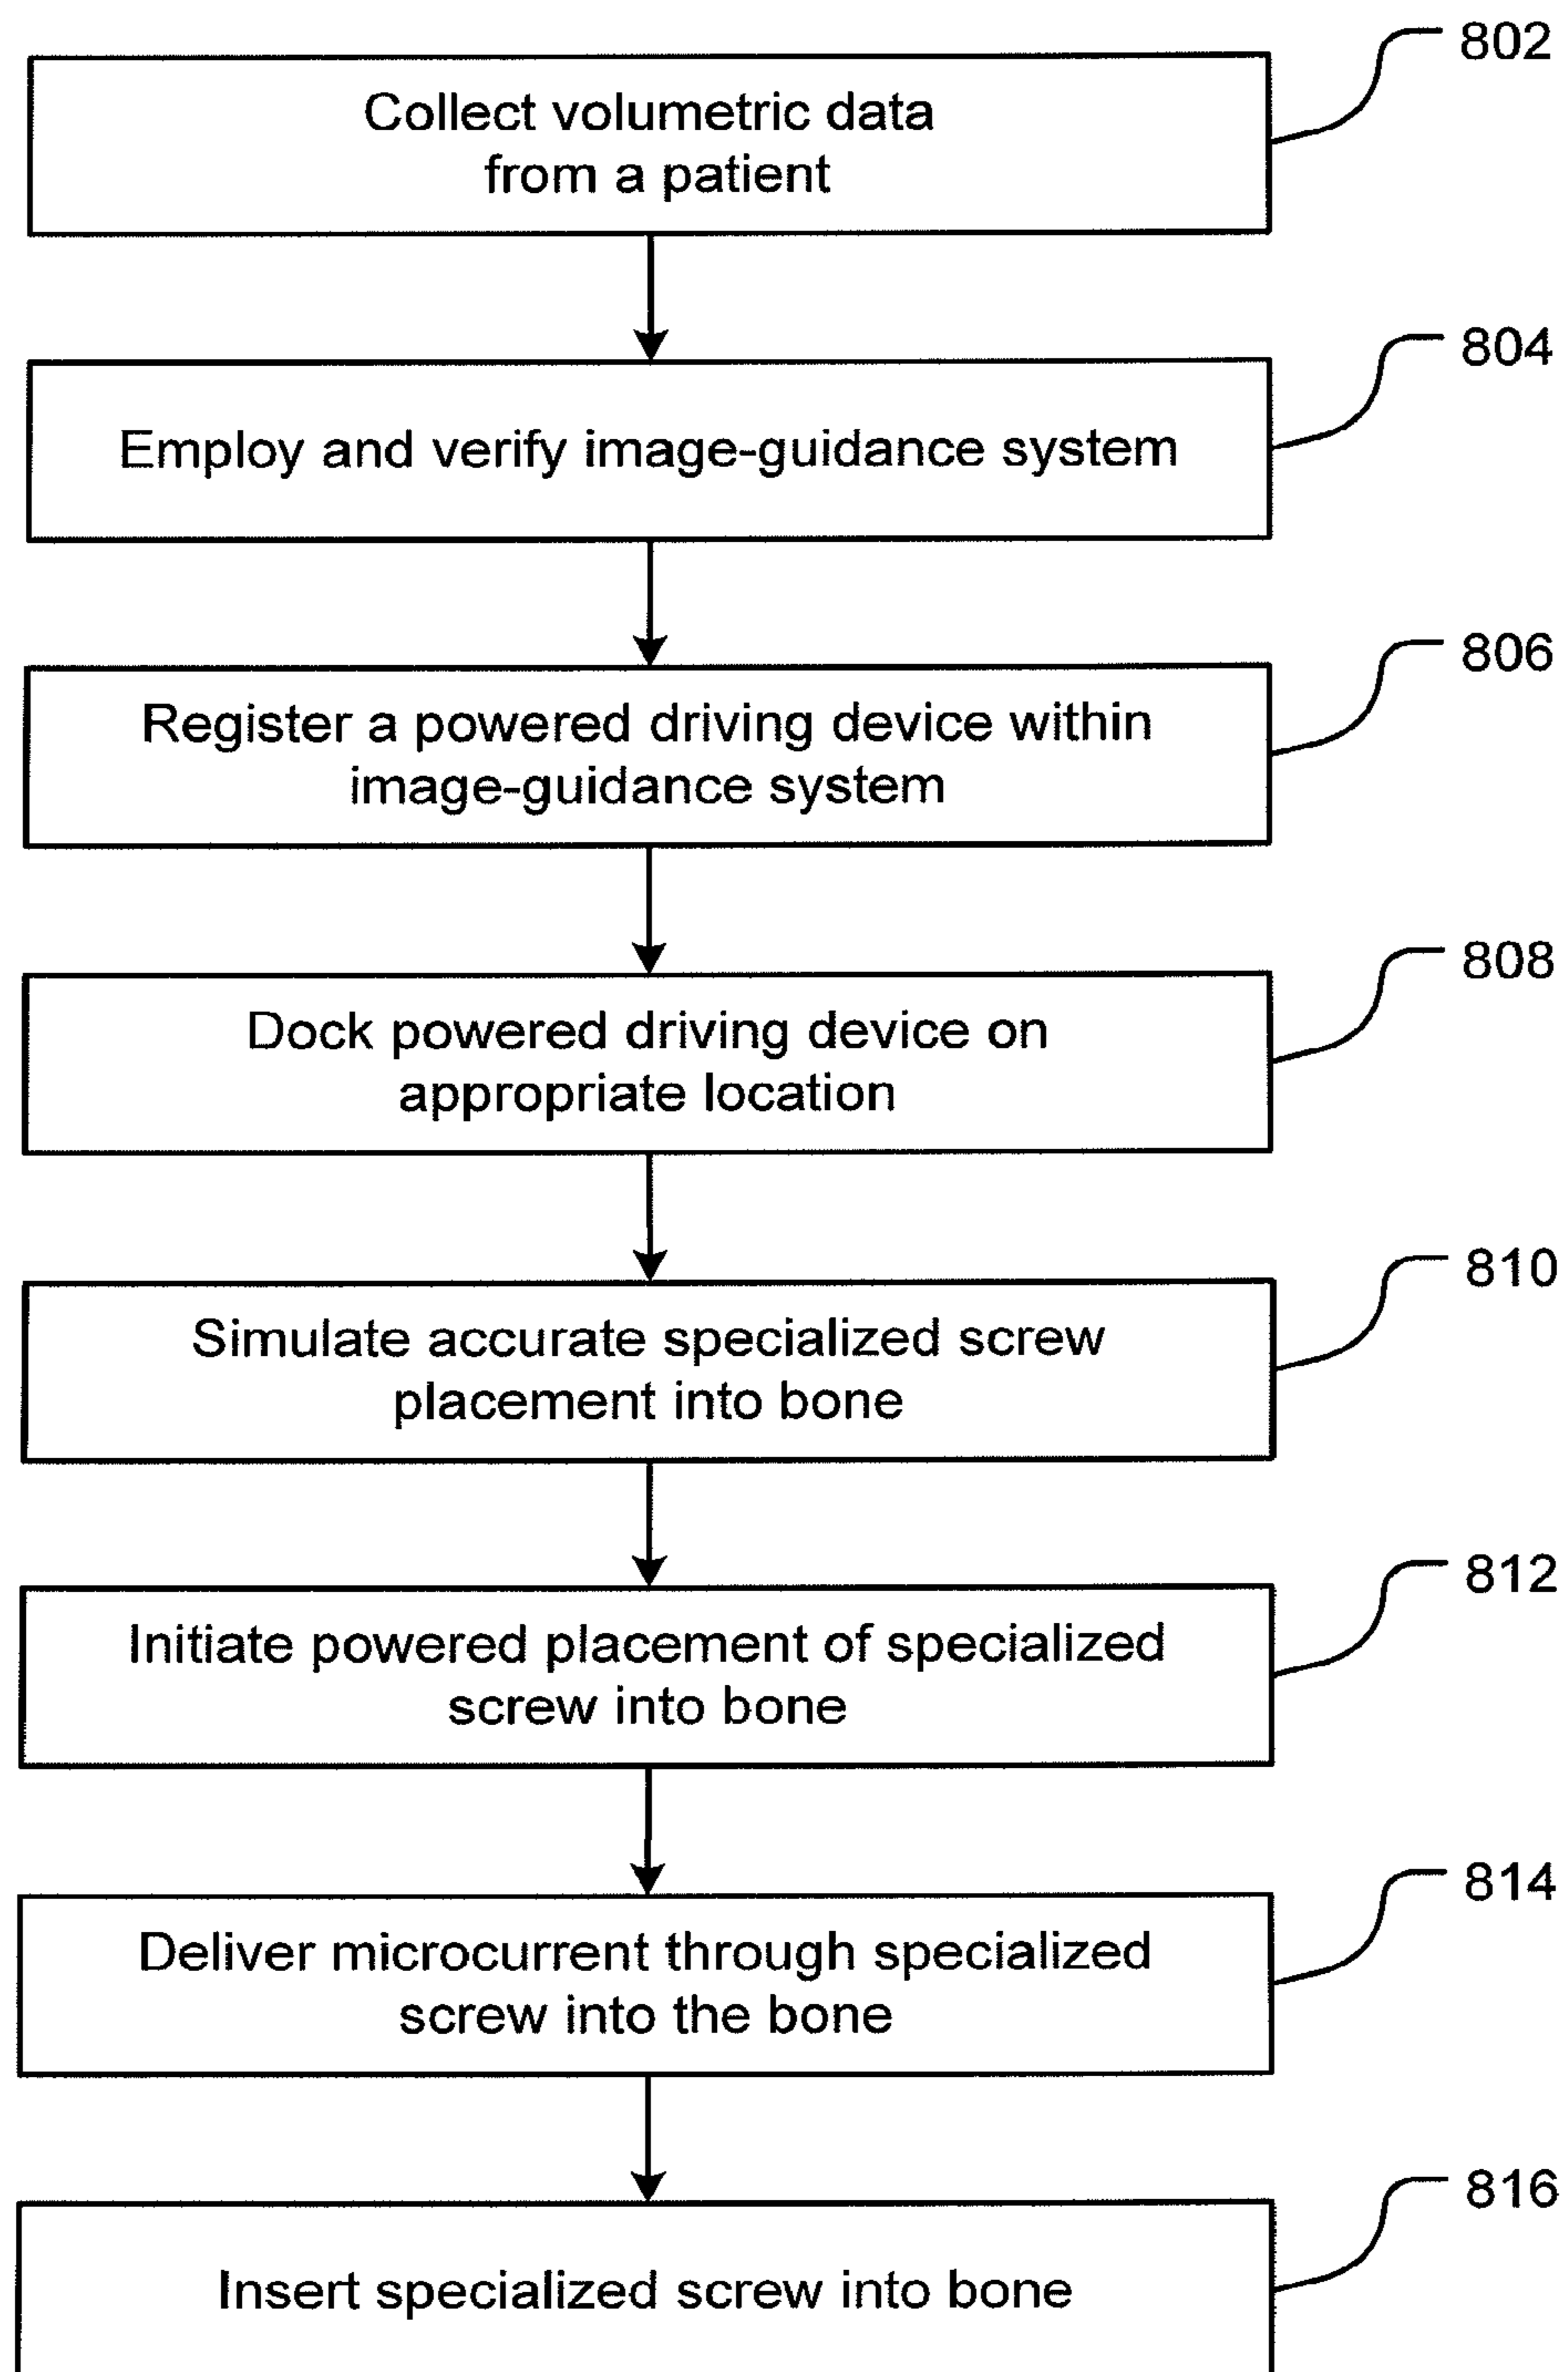 802
Collect volumetric data
from a patient
804
Employ and verify image-guidance system
806
Register a powered driving device within
image-guidance system
808
Dock powered driving device on
appropriate location
810
Simulate accurate specialized screw
placement into bone
812
Initiate powered placement of specialized
screw into bone
814
Deliver microcurrent through specialized
screw into the bone
816
Insert specialized screw into bone